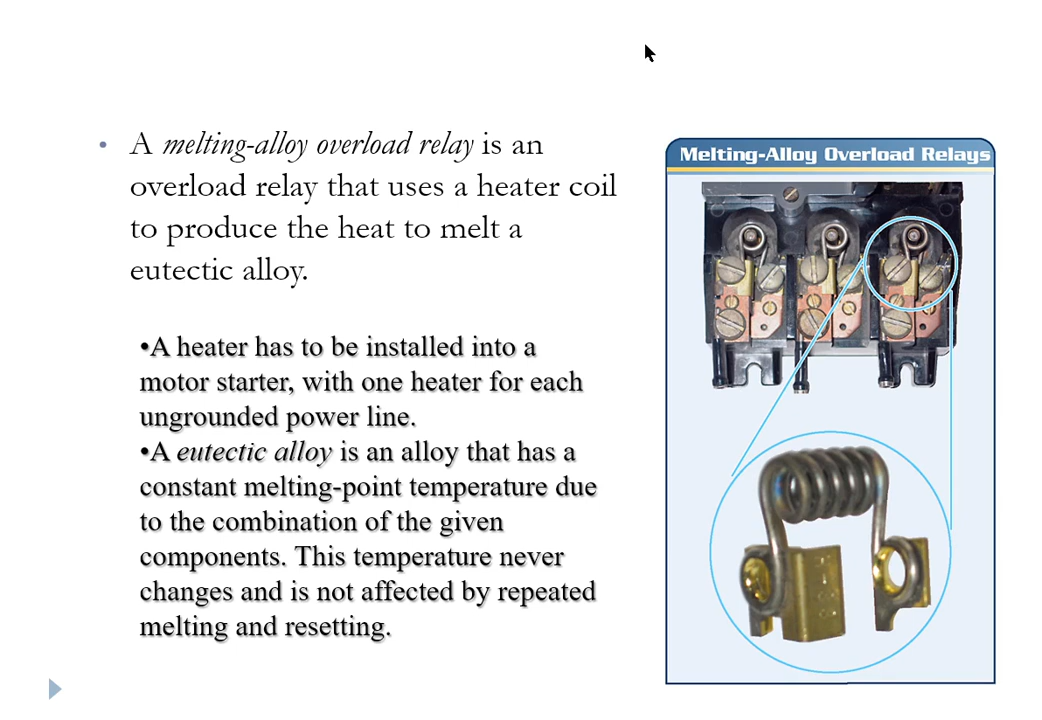 • A melting-alloy overload relay is an
overload relay that uses a heater coil
to produce the heat to melt a
eutectic alloy.
•A heater has to be installed into a
motor starter, with one heater for each
ungrounded power line.
•A eutectic alloy is an alloy that has a
constant melting-point temperature due
to the combination of the given
components. This temperature never
changes and is not affected by repeated
melting and resetting.
Melting-Alloy Overload Relays